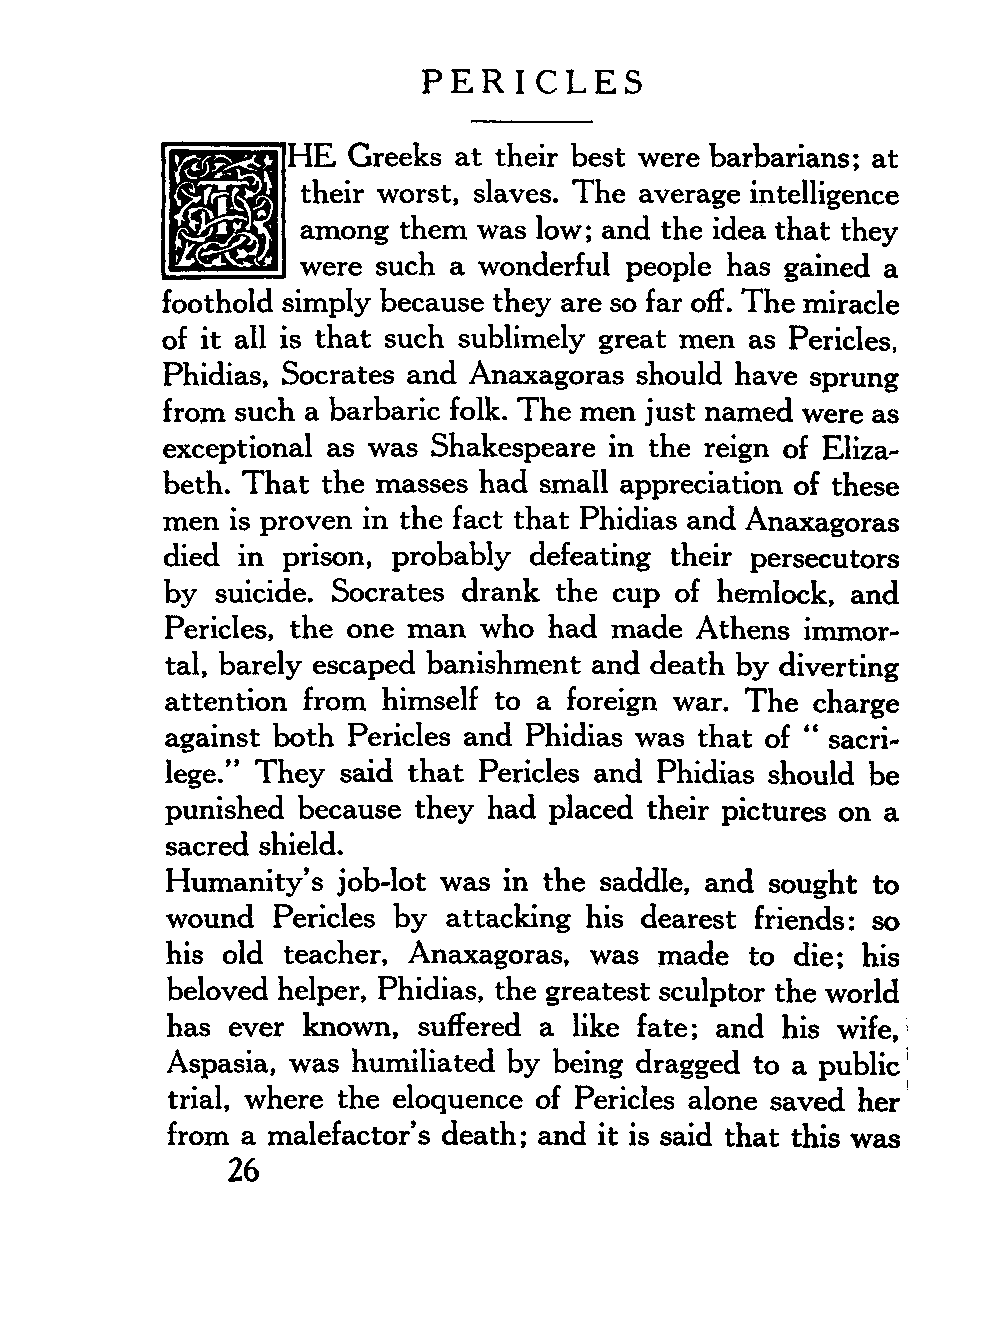 PERICLES
THE Greeks at their best were barbarians; at
their worst, slaves. The average intelligence
among them was low; and the idea that they
were such a wonderful people has gained a
foothold simply because they are so far off. The miracle
of it all is that such sublimely great men as Pericles,
Phidias, Socrates and Anaxagoras should have sprung
from such a barbaric folk. The men just named were as
exceptional as was Shakespeare in the reign of Eliza-
beth. That the masses had small appreciation of these
men is proven in the fact that Phidias and Anaxagoras
died in prison, probably defeating their persecutors
by suicide. Socrates drank the cup of hemlock, and
Pericles, the one man who had made Athens immor-
tal, barely escaped banishment and death by diverting
attention from himself to a foreign war. The charge
against both Pericles and Phidias was that of “ sacri-
lege.” They said that Pericles and Phidias should be
punished because they had placed their pictures on a
sacred shield.
Humanity’s job-lot was in the saddle, and sought to
wound Pericles by attacking his dearest friends: so
his old teacher, Anaxagoras, was made to die; his
beloved helper, Phidias, the greatest sculptor the world
has ever known, suffered a like fate; and his wife,
Aspasia, was humiliated by being dragged to a public
trial, where the eloquence of Pericles alone saved her
from a malefactor’s death; and it is said that this was
26